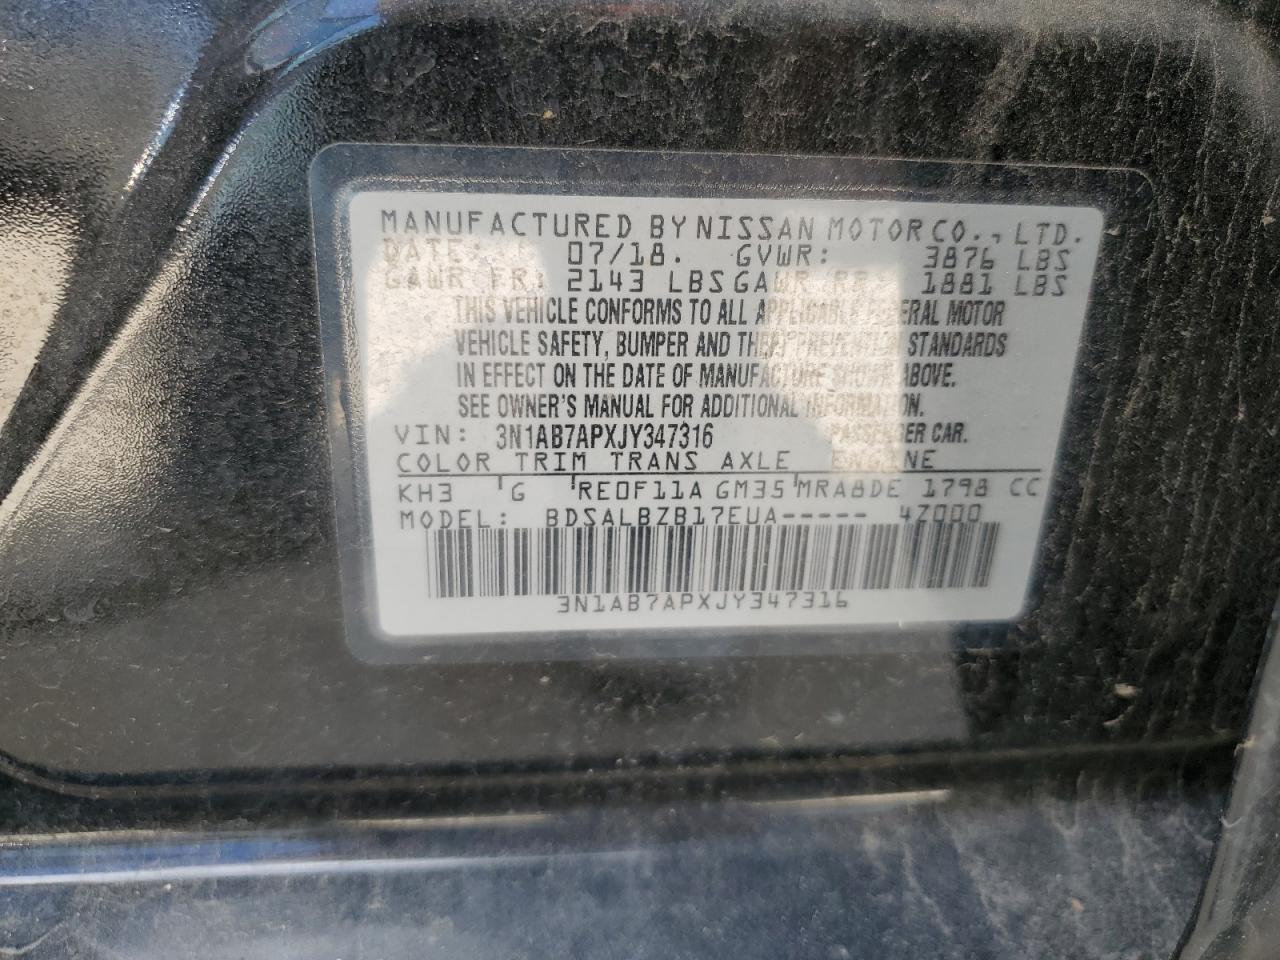 MANUFACTURED BY NISSAN MOTOR CO., LTD.
DATE: 07/18. GVWR: 3876 LBS
GAWR FR: 2143 LBS GAWR RR: 1881 LBS
THIS VEHICLE CONFORMS TO ALL APPLICABLE FEDERAL MOTOR
VEHICLE SAFETY, BUMPER AND THEFT PREVENTION STANDARDS
IN EFFECT ON THE DATE OF MANUFACTURE SHOWN ABOVE.
SEE OWNER'S MANUAL FOR ADDITIONAL INFORMATION.
VIN: 3N1AB7APXJY347316 PASSENGER CAR.
COLOR TRIM TRANS AXLE ENGINE
KH3 'G 'RE0F11A GM35'MRA8DE 1798 CC
MODEL: BDSALBZB17EUA----- 4Z000
3N1AB7APXJY347316